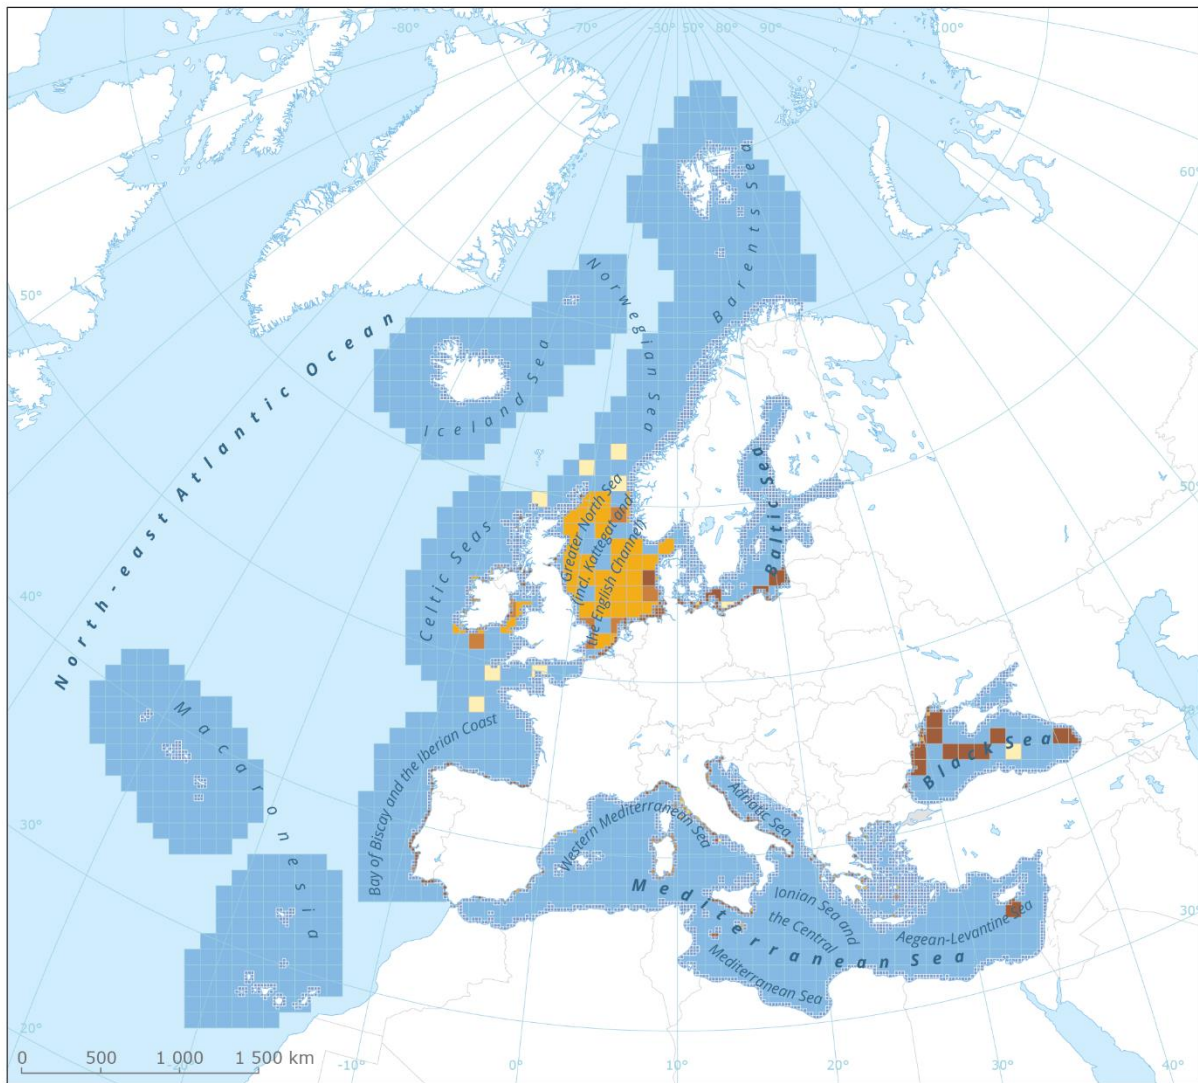 -80°
-70°
-30°
50°
80°
90°
100°
60°
50°
50°
40°
40°
30°
30°
20°
-20°
-10°
0°
10°
20°
30°
Barents Sea
Norwegian Sea
Iceland Sea
North-east Atlantic Ocean
Celtic Seas
Greater North Sea
(incl. Kattegat and
the English Channel)
Baltic Sea
Macaronesia
Bay of Biscay and the Iberian Coast
Black Sea
Adriatic Sea
Western Mediterranean Sea
Mediterranean Sea
Ionian Sea and
the Central
Mediterranean Sea
Aegean-Levantine Sea
0 500 1 000 1 500 km